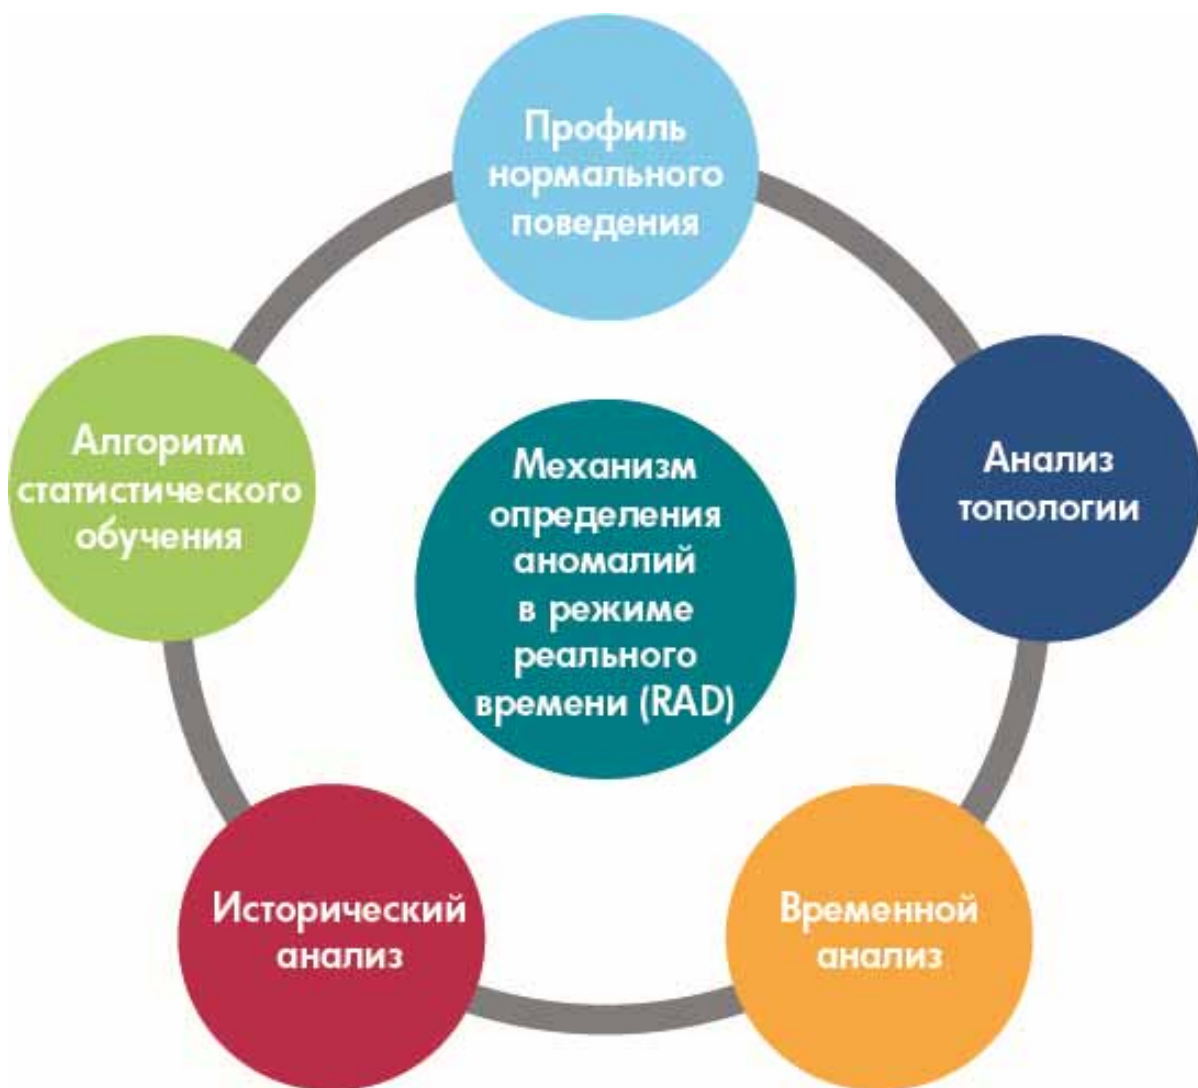 Профиль
нормального
поведения
Алгоритм
статистического
обучения
Механизм
определения
аномалий
в режиме
реального
времени (RAD)
Анализ
топологии
Исторический
анализ
Временной
анализ